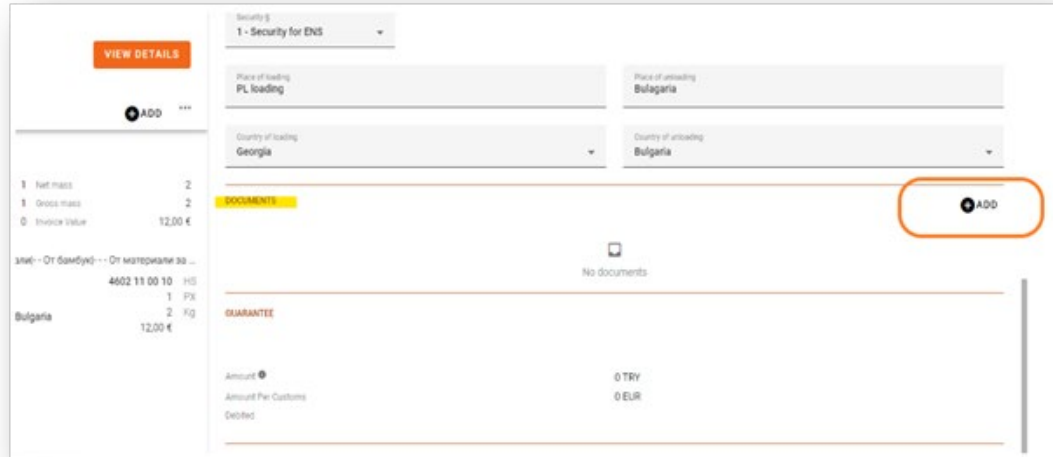 VIEW DETAILS
ADD ...
1 Net mass 2
1 Gross mass 2
0 Invoice Value 12,00 €
али(- - От бамбук)- - - От материали за ...
4602 11 00 10 HS
1 PX
Bulgaria 2 Kg
12,00 €
Security
1 - Security for ENS
Place of loading
PL loading
Place of unloading
Bulagaria
Country of loading
Georgia
Country of unloading
Bulgaria
DOCUMENTS
ADD
No documents
GUARANTEE
Amount 0 TRY
Amount Per Customs 0 EUR
Debited